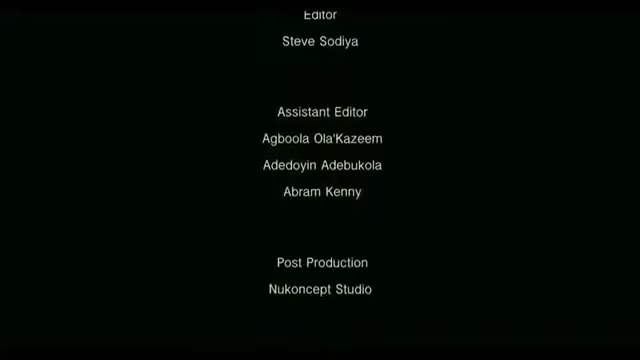 Editor
Steve Sodiya
Assistant Editor
Agboola Ola'Kazeem
Adedoyin Adebukola
Abram Kenny
Post Production
Nukoncept Studio